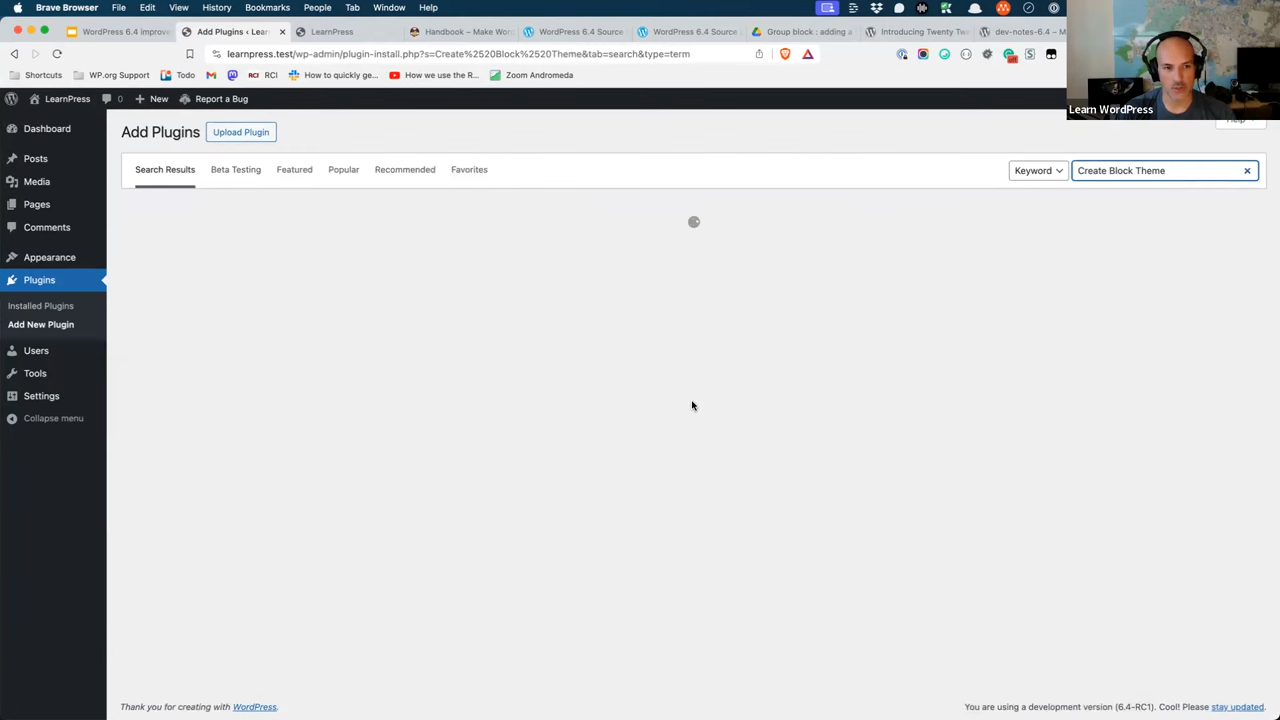 Brave Browser File Edit View History Bookmarks People Tab Window Help
WordPress 6.4 improve
Add Plugins ‹ Learn
LearnPress
Handbook – Make Word
WordPress 6.4 Source
WordPress 6.4 Source
Group block : adding a
Introducing Twenty Tw
dev-notes-6.4 – M
learnpress.test/wp-admin/plugin-install.php?s=Create%2520Block%2520Theme&tab=search&type=term
Shortcuts WP.org Support Todo RCI RCI How to quickly ge... How we use the R... Zoom Andromeda
LearnPress 0 New Report a Bug
Learn WordPress
Help
Add Plugins Upload Plugin
Search Results Beta Testing Featured Popular Recommended Favorites Keyword Create Block Theme
Dashboard
Posts
Media
Pages
Comments
Appearance
Plugins
Installed Plugins
Add New Plugin
Users
Tools
Settings
Collapse menu
Thank you for creating with WordPress.
You are using a development version (6.4-RC1). Cool! Please stay updated.